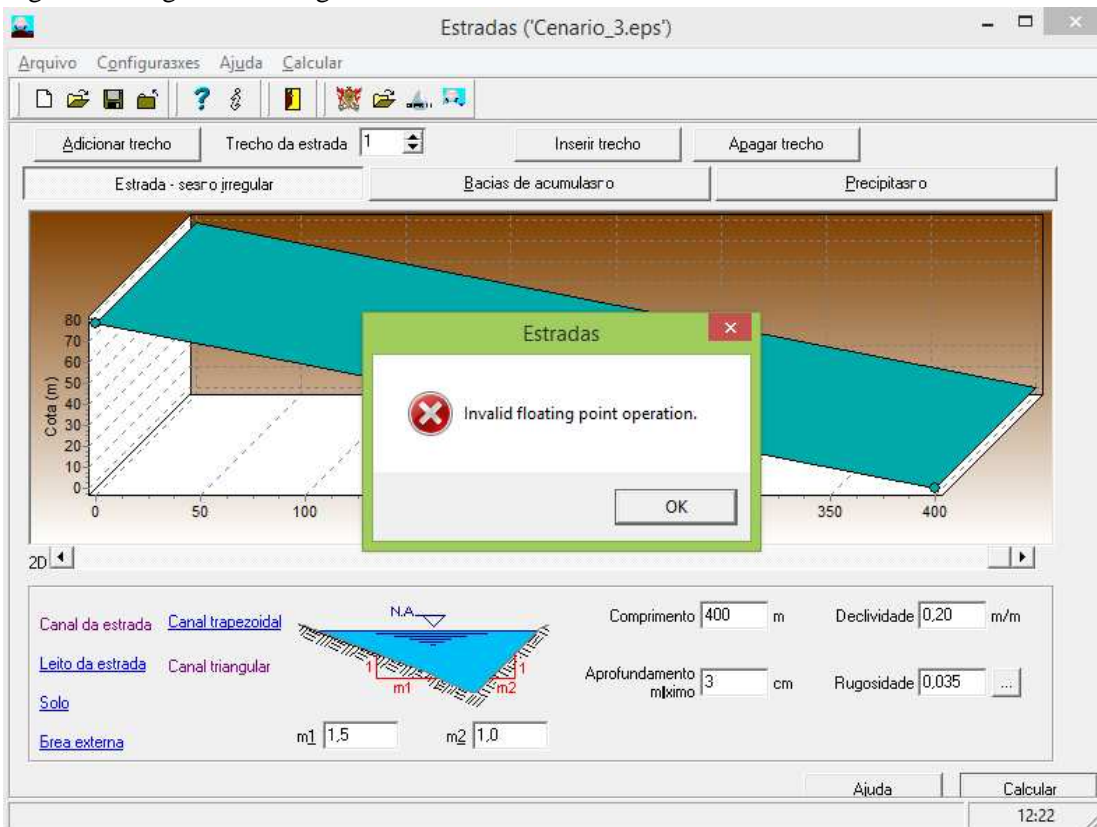 Estradas ('Cenario_3.eps')
Arquivo Configurasxes Ajuda Calcular
Adicionar trecho Trecho da estrada 1 Inserir trecho Apagar trecho
Estrada - sesro irregular Bacias de acumulasro Precipitasro
80
70
60
50
40
30
20
10
0
Cota (m)
0 50 100 350 400
Estradas
Invalid floating point operation.
OK
2D
Canal da estrada Canal trapezoidal
Leito da estrada Canal triangular
Solo
Erea externa
N.A.
1 1
m1 m2
m1 1,5 m2 1,0
Comprimento 400 m Declividade 0,20 m/m
Aprofundamento
m|ximo 3 cm Rugosidade 0,035 ...
Ajuda Calcular
12:22